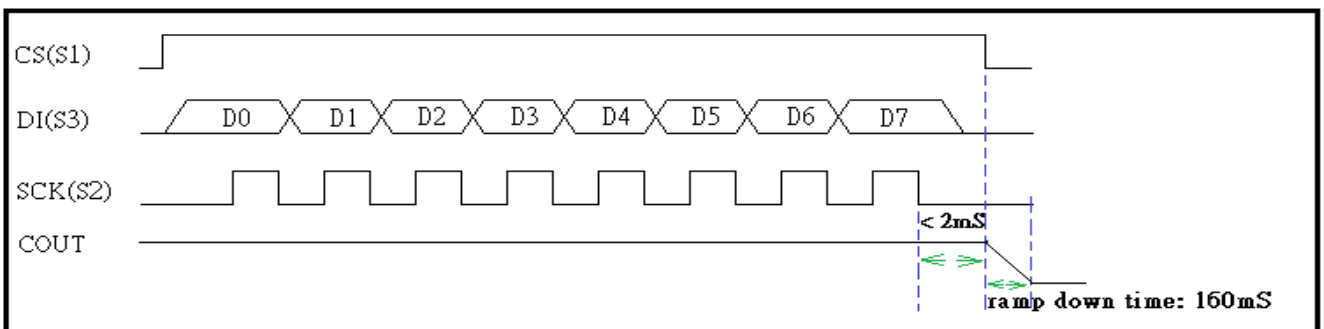 CS(S1)
DI(S3) D0 D1 D2 D3 D4 D5 D6 D7
SCK(S2)
< 2mS
COUT
ramp down time: 160mS